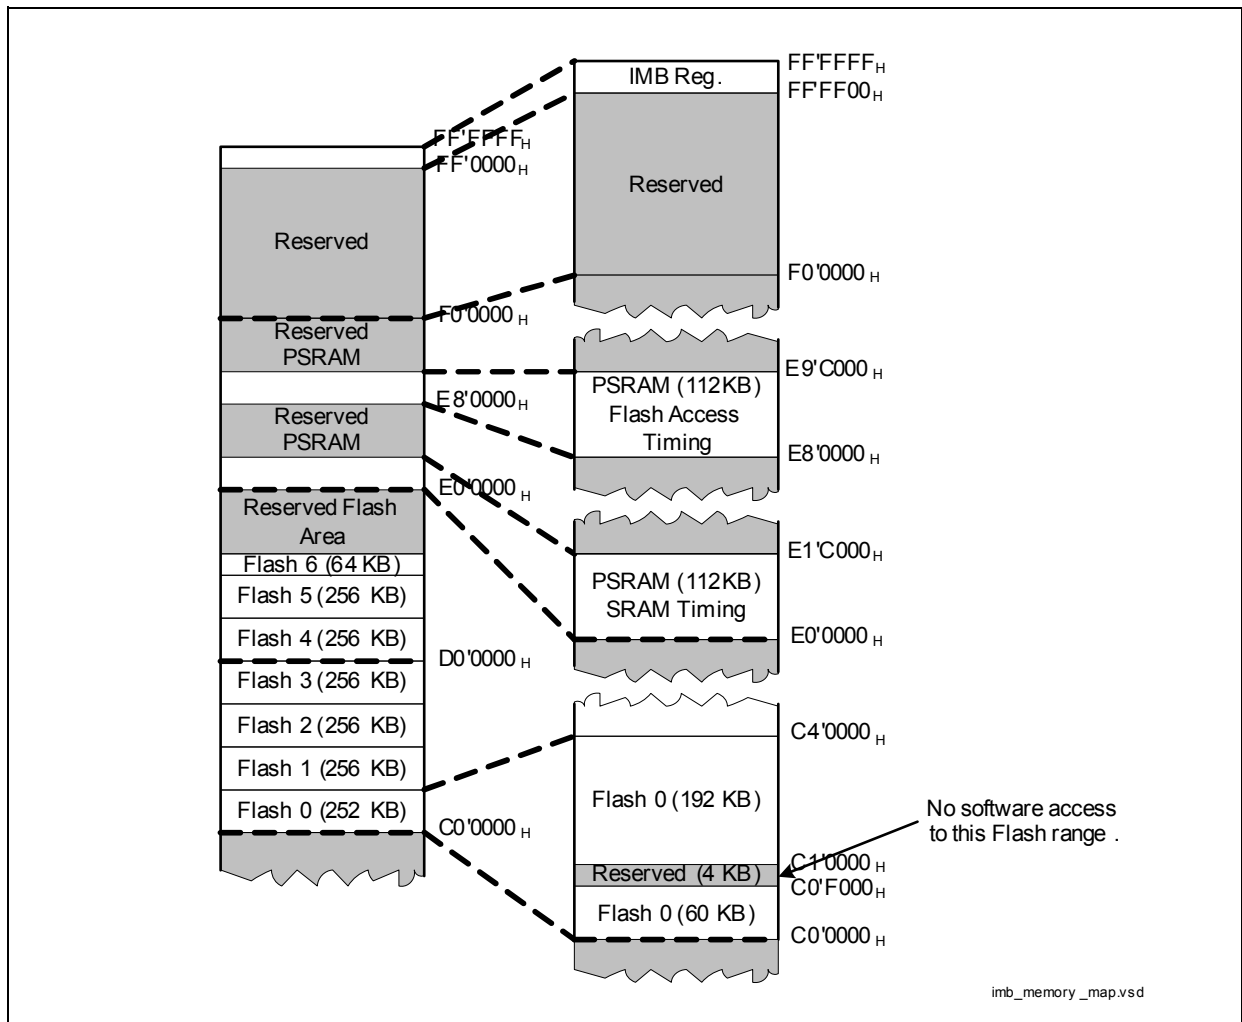 FF'FFFF H
FF'0000 H
Reserved
F0'0000 H
Reserved
PSRAM
E8'0000 H
Reserved
PSRAM
E0'0000 H
Reserved Flash
Area
Flash 6 (64 KB)
Flash 5 (256 KB)
Flash 4 (256 KB)
D0'0000 H
Flash 3 (256 KB)
Flash 2 (256 KB)
Flash 1 (256 KB)
Flash 0 (252 KB)
C0'0000 H
FF'FFFF H
IMB Reg.
FF'FF00 H
Reserved
F0'0000 H
E9'C000 H
PSRAM (112KB)
Flash Access
Timing
E8'0000 H
E1'C000 H
PSRAM (112KB)
SRAM Timing
E0'0000 H
C4'0000 H
Flash 0 (192 KB)
C1'0000 H
Reserved (4 KB)
C0'F000 H
Flash 0 (60 KB)
C0'0000 H
No software access
to this Flash range .
imb_memory _map.vsd